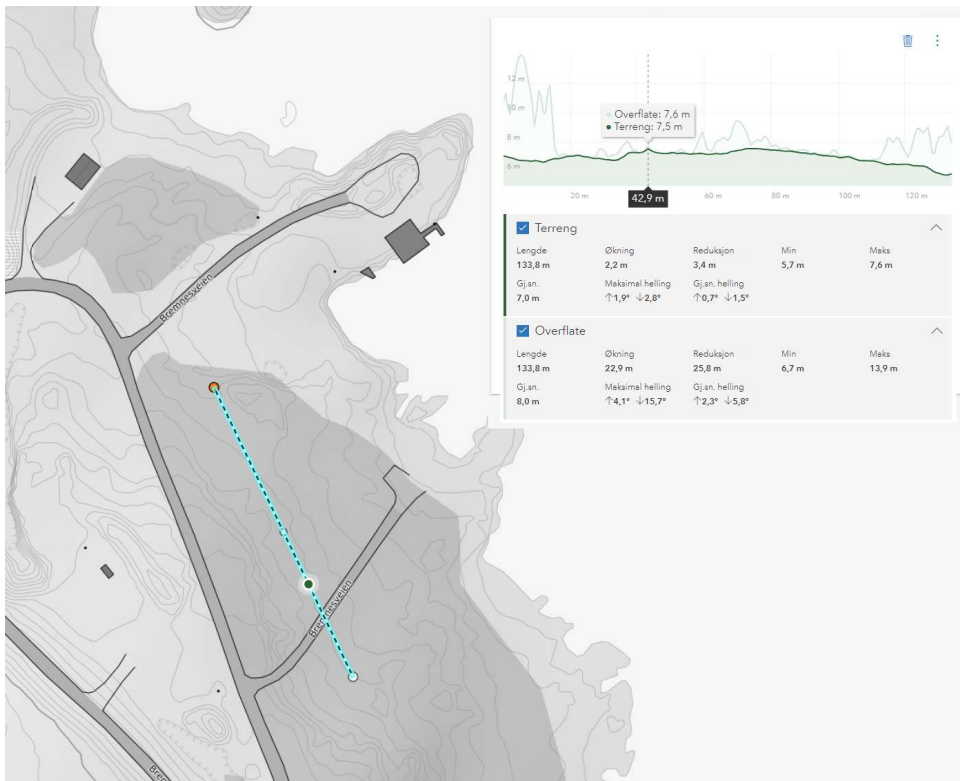 12 m
10 m
8 m
6 m
Overflate: 7,6 m
Terreng: 7,5 m
20 m
42,9 m
60 m
80 m
100 m
120 m
Terreng
Lengde Økning Reduksjon Min Maks
133,8 m 2,2 m 3,4 m 5,7 m 7,6 m
Gj.sn. Maksimal helling Gj.sn. helling
7,0 m ↑1,9° ↓2,8° ↑0,7° ↓1,5°
Overflate
Lengde Økning Reduksjon Min Maks
133,8 m 22,9 m 25,8 m 6,7 m 13,9 m
Gj.sn. Maksimal helling Gj.sn. helling
8,0 m ↑4,1° ↓15,7° ↑2,3° ↓5,8°
Bremnesveien
Bremnesveien